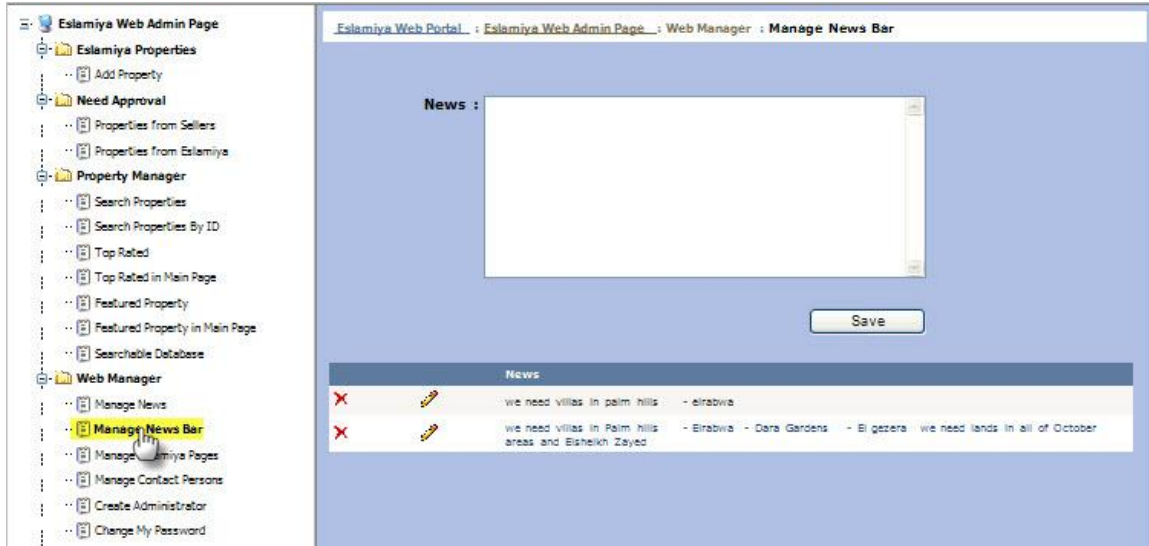 Eslamiya Web Admin Page
Eslamiya Properties
Add Property
Need Approval
Properties from Sellers
Properties from Eslamiya
Property Manager
Search Properties
Search Properties By ID
Top Rated
Top Rated in Main Page
Featured Property
Featured Property in Main Page
Searchable Database
Web Manager
Manage News
Manage News Bar
Manage Pages
Manage Contact Persons
Create Administrator
Change My Password
Eslamiya Web Portal : Eslamiya Web Admin Page : Web Manager : Manage News Bar
News :
Save
News
we need villas in palm hills - elrabwa
we need villas in Palm hills - Elrabwa - Dara Gardens - El gezera we need lands in all of October
areas and Elsheikh Zayed